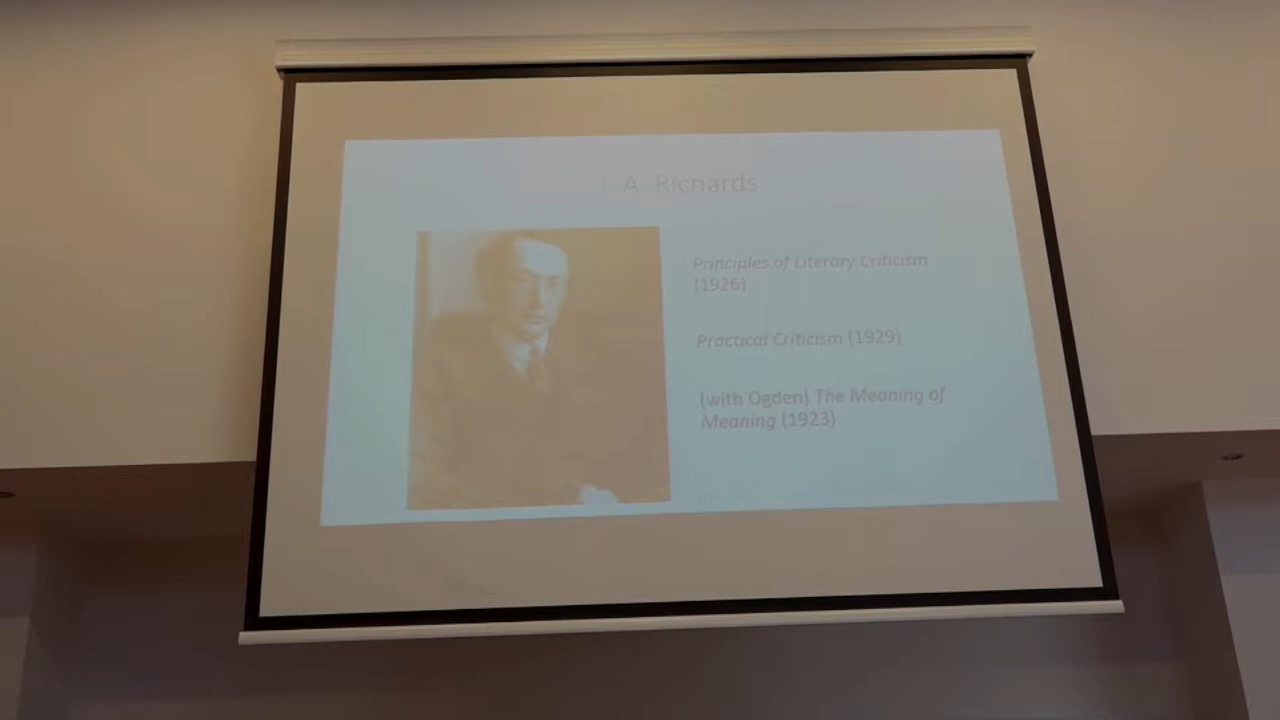 I. A. Richards
Principles of Literary Criticism
(1926)
Practical Criticism (1929)
(with Ogden) The Meaning of
Meaning (1923)